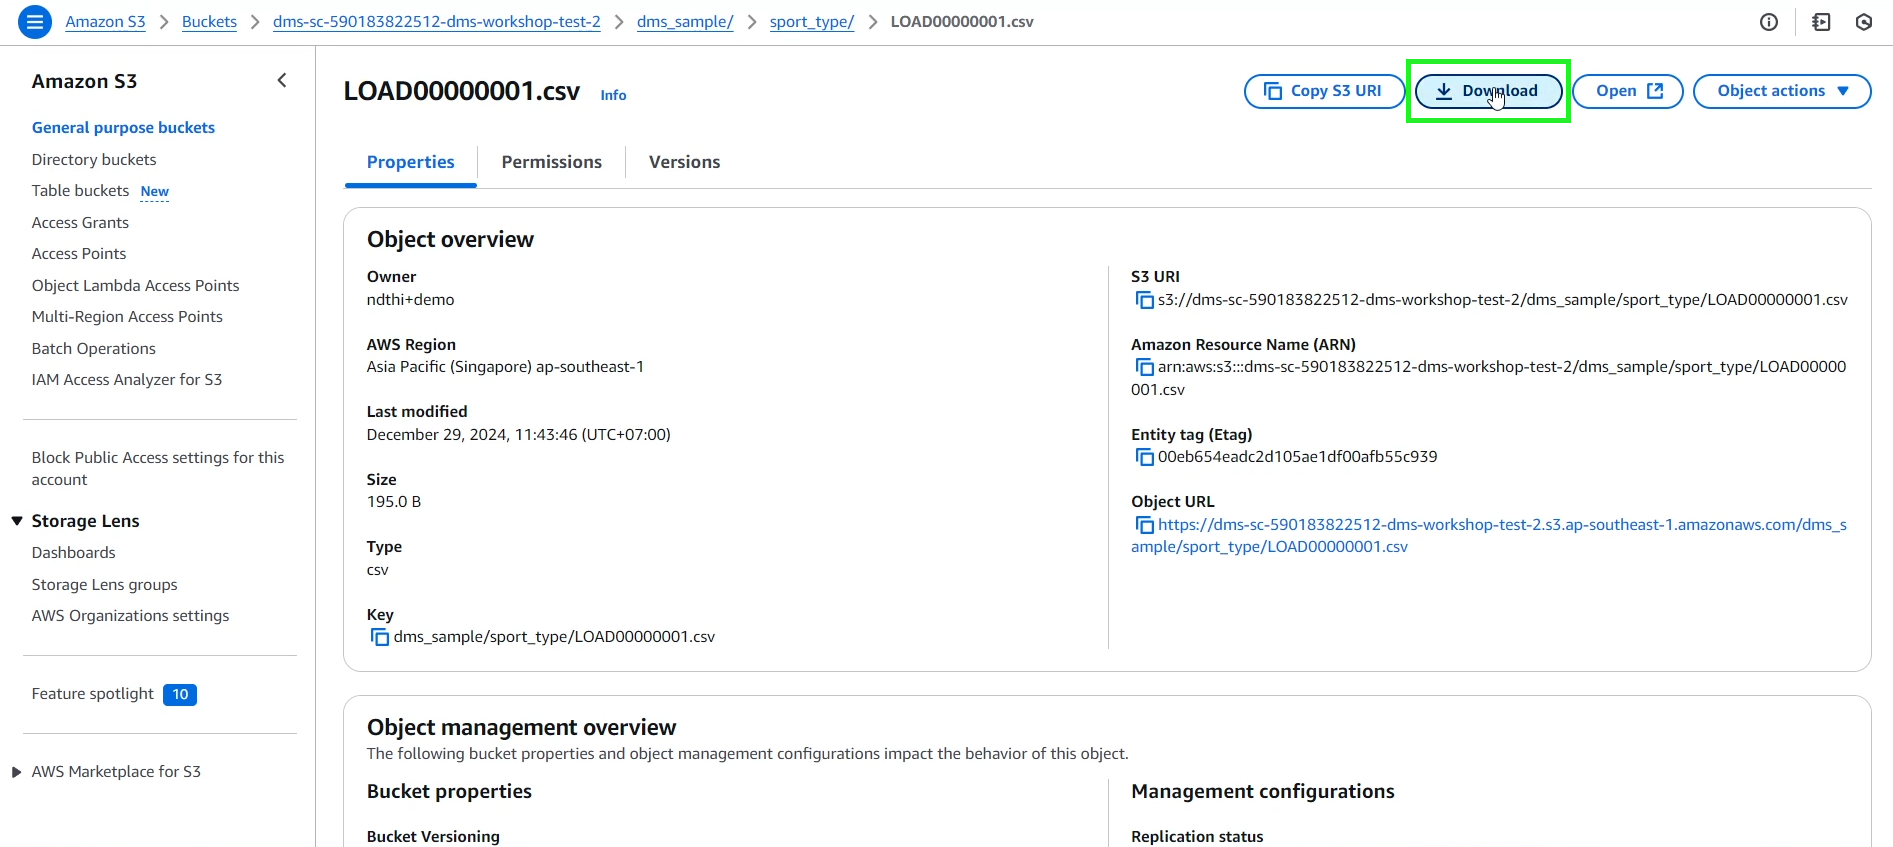 Amazon S3 > Buckets > dms-sc-590183822512-dms-workshop-test-2 > dms_sample/ > sport_type/ > LOAD00000001.csv
Amazon S3
General purpose buckets
Directory buckets
Table buckets New
Access Grants
Access Points
Object Lambda Access Points
Multi-Region Access Points
Batch Operations
IAM Access Analyzer for S3
Block Public Access settings for this
account
Storage Lens
Dashboards
Storage Lens groups
AWS Organizations settings
Feature spotlight 10
AWS Marketplace for S3
LOAD00000001.csv Info
Copy S3 URI
Download
Open
Object actions
Properties
Permissions
Versions
Object overview
Owner
ndthi+demo
AWS Region
Asia Pacific (Singapore) ap-southeast-1
Last modified
December 29, 2024, 11:43:46 (UTC+07:00)
Size
195.0 B
Type
csv
Key
dms_sample/sport_type/LOAD00000001.csv
S3 URI
s3://dms-sc-590183822512-dms-workshop-test-2/dms_sample/sport_type/LOAD00000001.csv
Amazon Resource Name (ARN)
arn:aws:s3:::dms-sc-590183822512-dms-workshop-test-2/dms_sample/sport_type/LOAD00000
001.csv
Entity tag (Etag)
00eb654eadc2d105ae1df00afb55c939
Object URL
https://dms-sc-590183822512-dms-workshop-test-2.s3.ap-southeast-1.amazonaws.com/dms_s
ample/sport_type/LOAD00000001.csv
Object management overview
The following bucket properties and object management configurations impact the behavior of this object.
Bucket properties
Bucket Versioning
Management configurations
Replication status